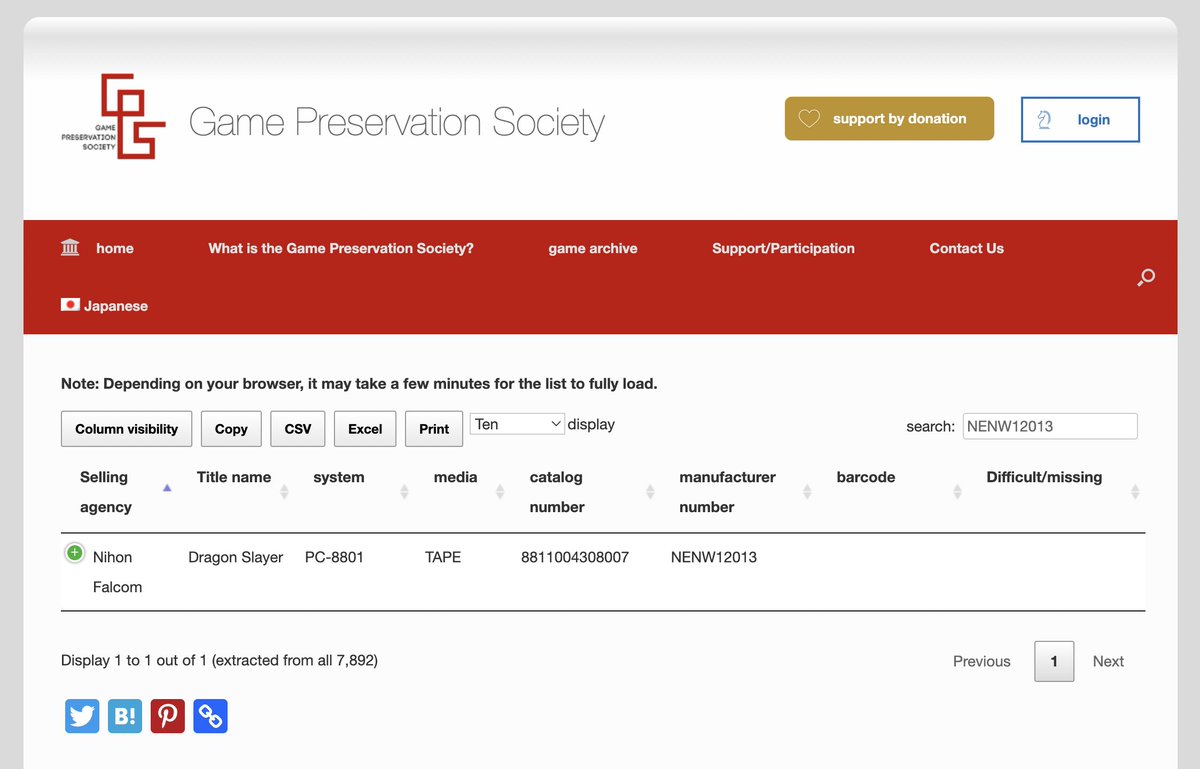 GAME
PRESERVATION
SOCIETY
Game Preservation Society
support by donation
login
home What is the Game Preservation Society? game archive Support/Participation Contact Us
Japanese
Note: Depending on your browser, it may take a few minutes for the list to fully load.
Column visibility Copy CSV Excel Print Ten display search: NENW12013
Selling agency Title name system media catalog number manufacturer number barcode Difficult/missing
Nihon Falcom Dragon Slayer PC-8801 TAPE 8811004308007 NENW12013
Display 1 to 1 out of 1 (extracted from all 7,892) Previous 1 Next
B!